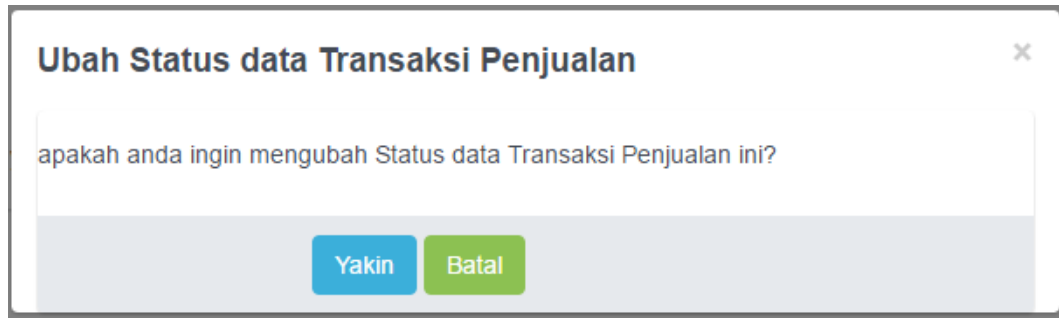 Ubah Status data Transaksi Penjualan
×
apakah anda ingin mengubah Status data Transaksi Penjualan ini?
Yakin Batal